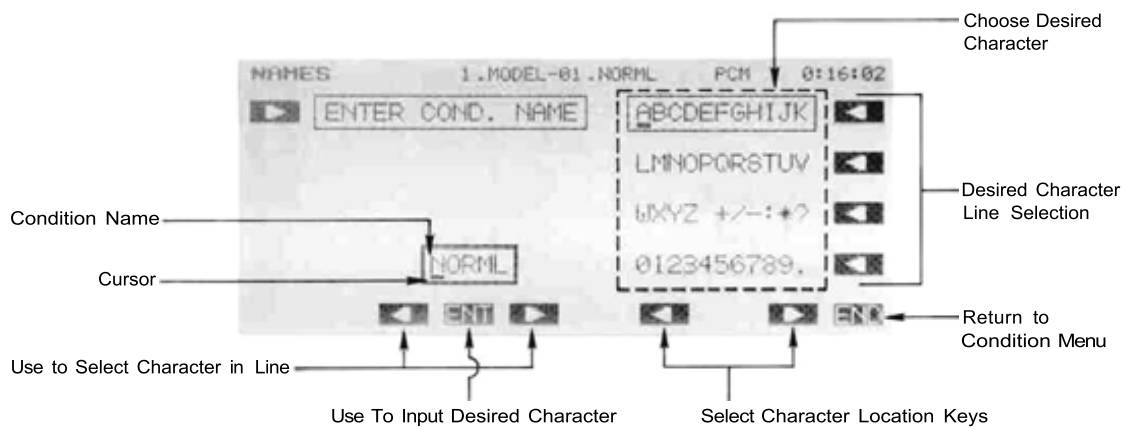 Choose Desired
Character
NAMES 1.MODEL-01.NORML PCM 0:16:02
ENTER COND. NAME ABCDEFGHIJK
LMNOPQRSTUV
Desired Character
Line Selection
WXYZ +/-:*?
Condition Name
NORML 0123456789.
Cursor
ENT END
Return to
Condition Menu
Use to Select Character in Line
Use To Input Desired Character Select Character Location Keys